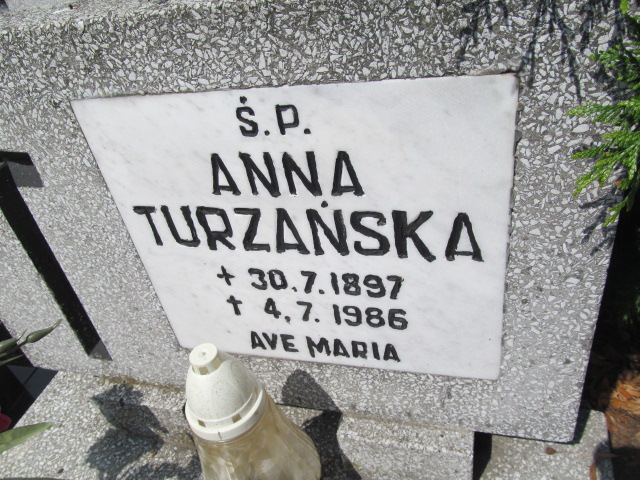 Ś.P.
ANNA
TURZAŃSKA
+ 30.7.1897
+ 4.7.1986
AVE MARIA